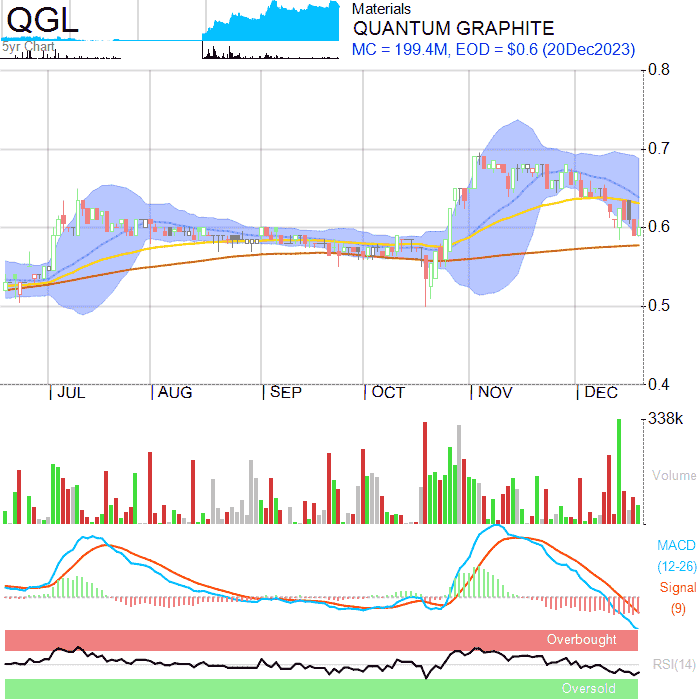 QGL
5yr Chart
Materials
QUANTUM GRAPHITE
MC = 199.4M, EOD = $0.6 (20Dec2023)
0.8
0.7
0.6
0.5
0.4
JUL AUG SEP OCT NOV DEC
338k
Volume
MACD
(12-26)
Signal
(9)
Overbought
RSI(14)
Oversold